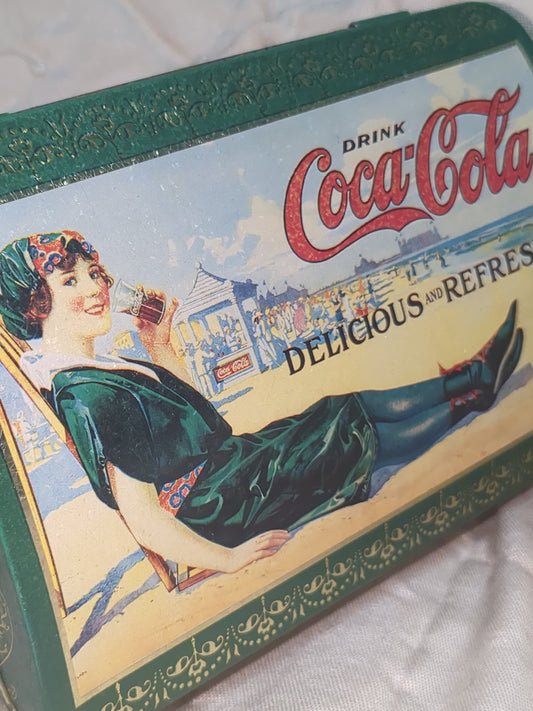 DRINK
Coca-Cola
DELICIOUS AND REFRES
Coca-Cola